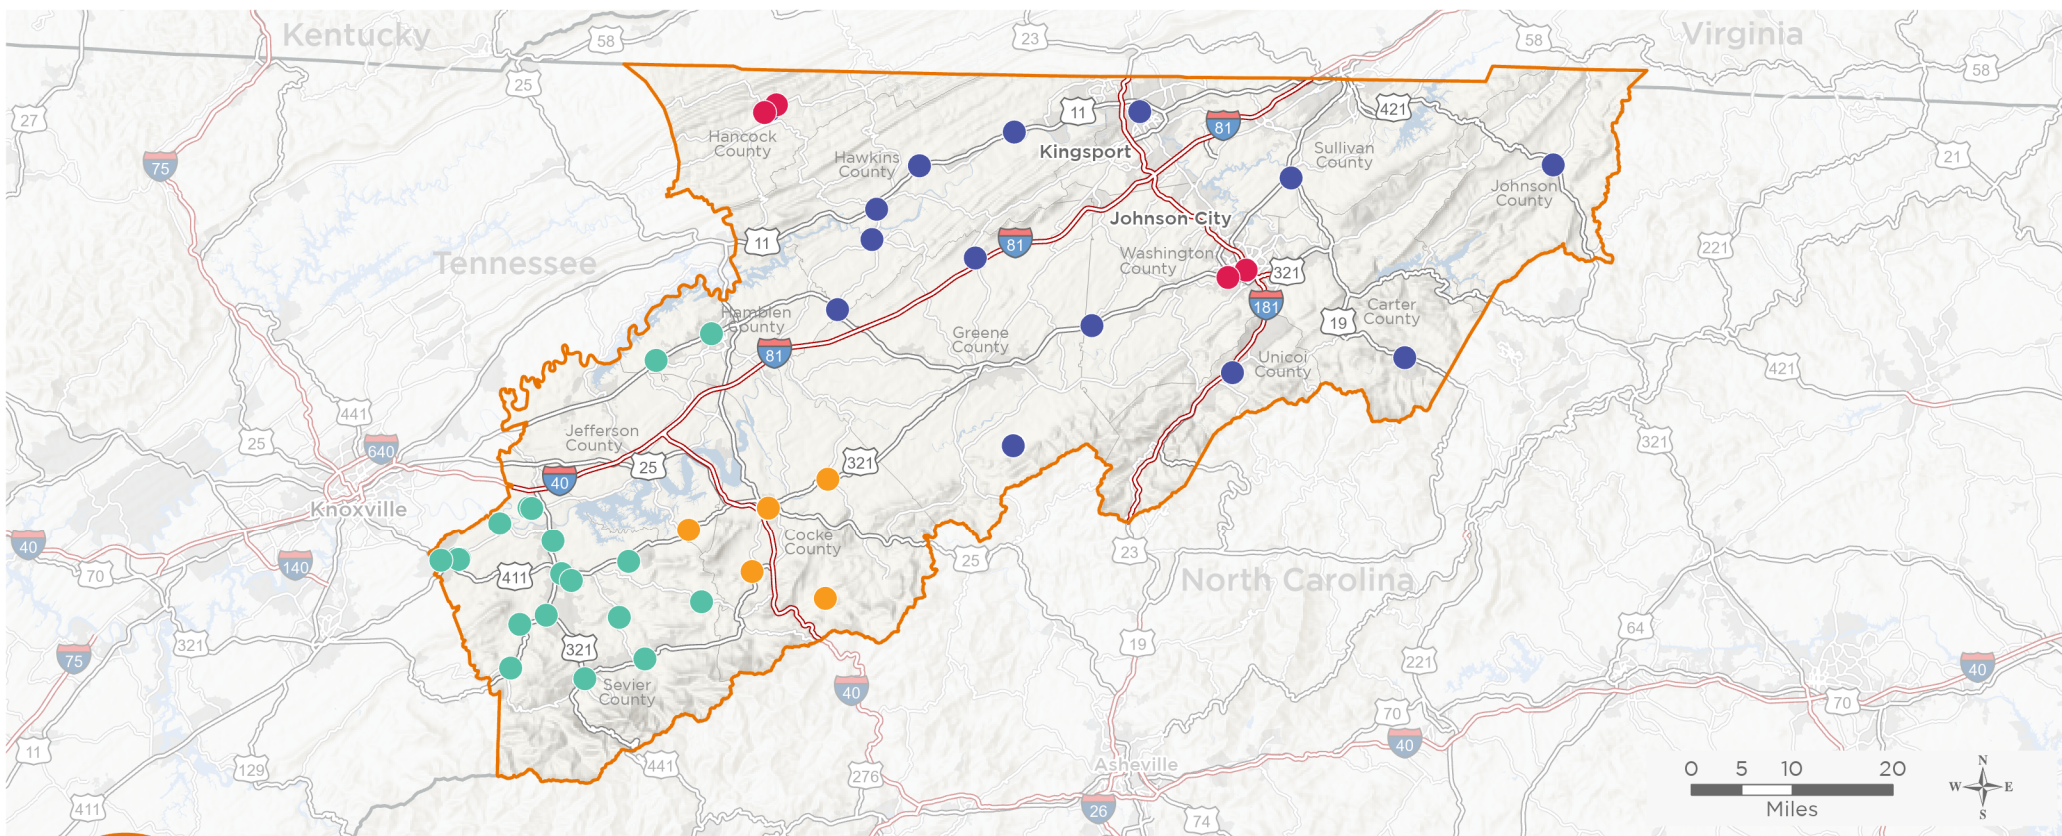 Kentucky
Virginia
58
23
58
58
25
27
11
421
81
Hancock
County
Hawkins
County
Kingsport
Sullivan
County
21
75
Johnson
County
Johnson City
11
81
221
Tennessee
Washington
County
321
181
Hamblen
County
Greene
County
19
Carter
County
81
Unicoi
County
421
441
25
640
Jefferson
County
25
40
321
321
Knoxville
Cocke
County
40
140
70
411
25
23
North Carolina
64
321
321
19
75
221
40
40
Sevier
County
70
70
40
11
129
441
276
Asheville
411
26
74
0 5 10 20
Miles
N
W E
S